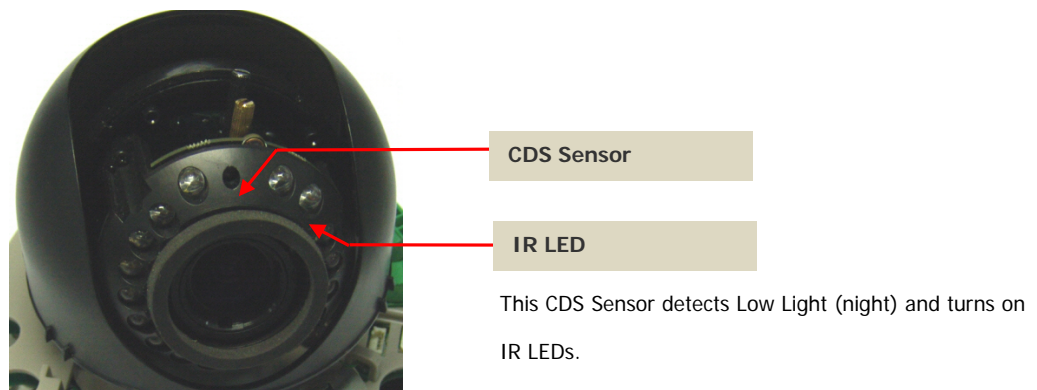 CDS Sensor
IR LED
This CDS Sensor detects Low Light (night) and turns on
IR LEDs.